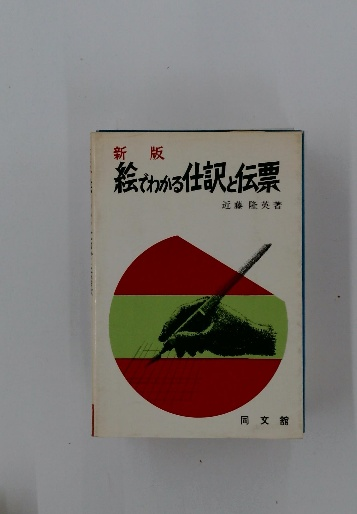 新版
絵でわかる仕訳と伝票
近藤隆英著
同文舘